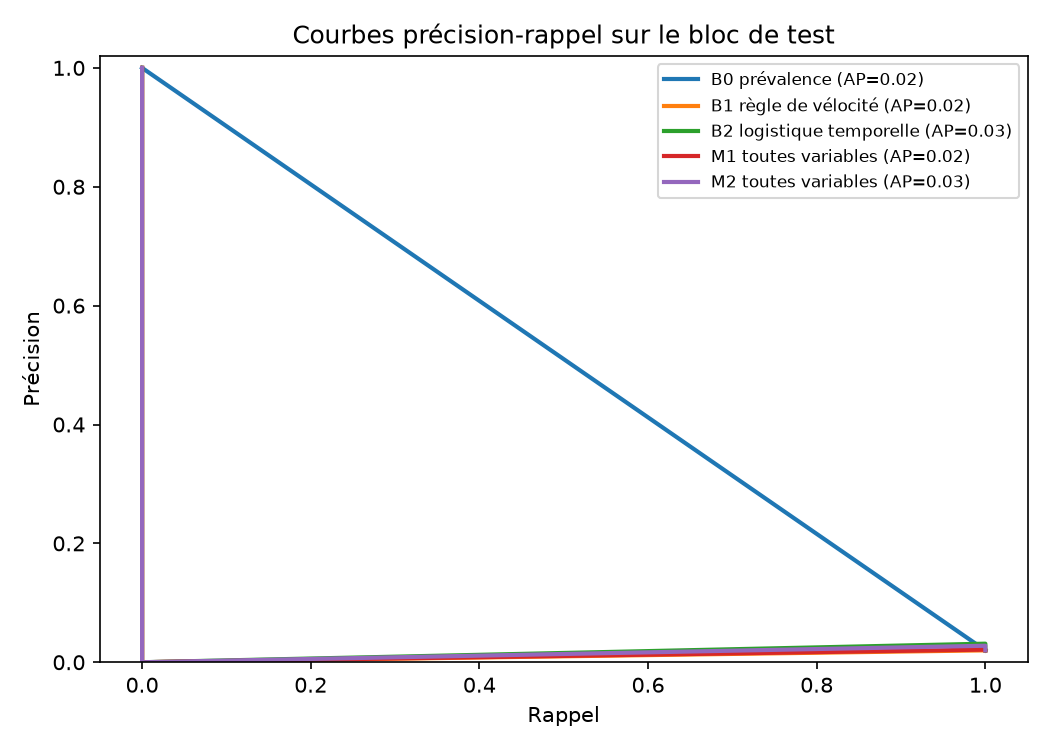 Courbes précision-rappel sur le bloc de test
B0 prévalence (AP=0.02)
B1 règle de vélocité (AP=0.02)
B2 logistique temporelle (AP=0.03)
M1 toutes variables (AP=0.02)
M2 toutes variables (AP=0.03)
Précision
1.0
0.8
0.6
0.4
0.2
0.0
0.0 0.2 0.4 0.6 0.8 1.0
Rappel